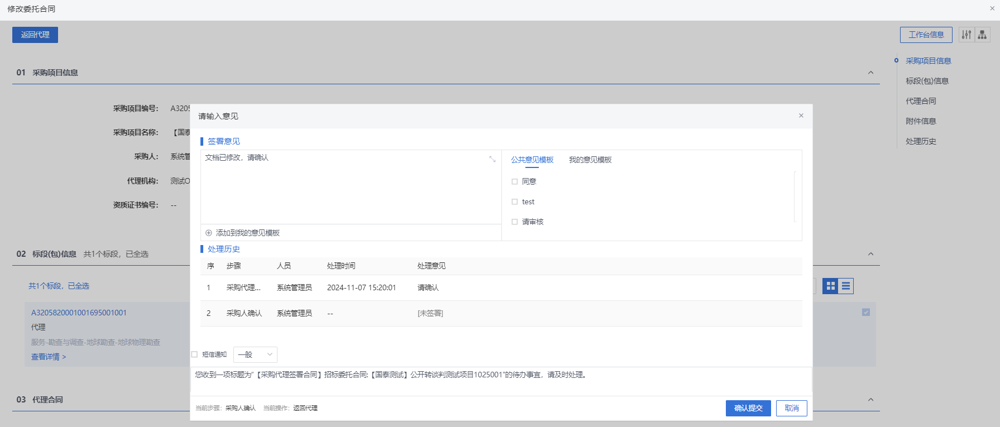 修改委托合同
返回代理
工作台信息
01 采购项目信息
采购项目编号： A3205
采购项目名称： 【国泰
采购人： 系统管
代理机构： 测试O
资质证书编号： --
采购项目信息
标段(包)信息
代理合同
附件信息
处理历史
请输入意见
签署意见
文档已修改，请确认
添加到我的意见模板
公共意见模板 我的意见模板
同意
test
请审核
处理历史
序 步骤 人员 处理时间 处理意见
1 采购代理... 系统管理员 2024-11-07 15:20:01 请确认
2 采购人确认 系统管理员 -- [未签署]
短信通知 一般
您收到一项标题为“【采购代理签署合同】招标委托合同:【国泰测试】公开转谈判测试项目1025001”的待办事宜，请及时处理。
当前步骤： 采购人确认 当前操作： 返回代理
确认提交 取消
02 标段(包)信息 共1个标段，已全选
共1个标段，已全选
A3205820001001695001001
代理
服务-勘查与调查-地球勘查-地球物理勘查
查看详情 >
03 代理合同